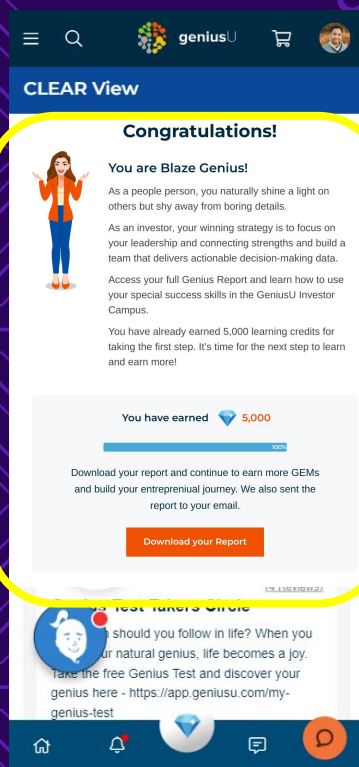 geniusU
CLEAR View
Congratulations!
You are Blaze Genius!
As a people person, you naturally shine a light on
others but shy away from boring details.
As an investor, your winning strategy is to focus on
your leadership and connecting strengths and build a
team that delivers actionable decision-making data.
Access your full Genius Report and learn how to use
your special success skills in the GeniusU Investor
Campus.
You have already earned 5,000 learning credits for
taking the first step. It's time for the next step to learn
and earn more!
You have earned 5,000
100%
Download your report and continue to earn more GEMs
and build your entrepreniual journey. We also sent the
report to your email.
Download your Report
(4 Reviews)
Test Takers Circle
should you follow in life? When you
natural genius, life becomes a joy.
Take the free Genius Test and discover your
genius here - https://app.geniusu.com/my-
genius-test